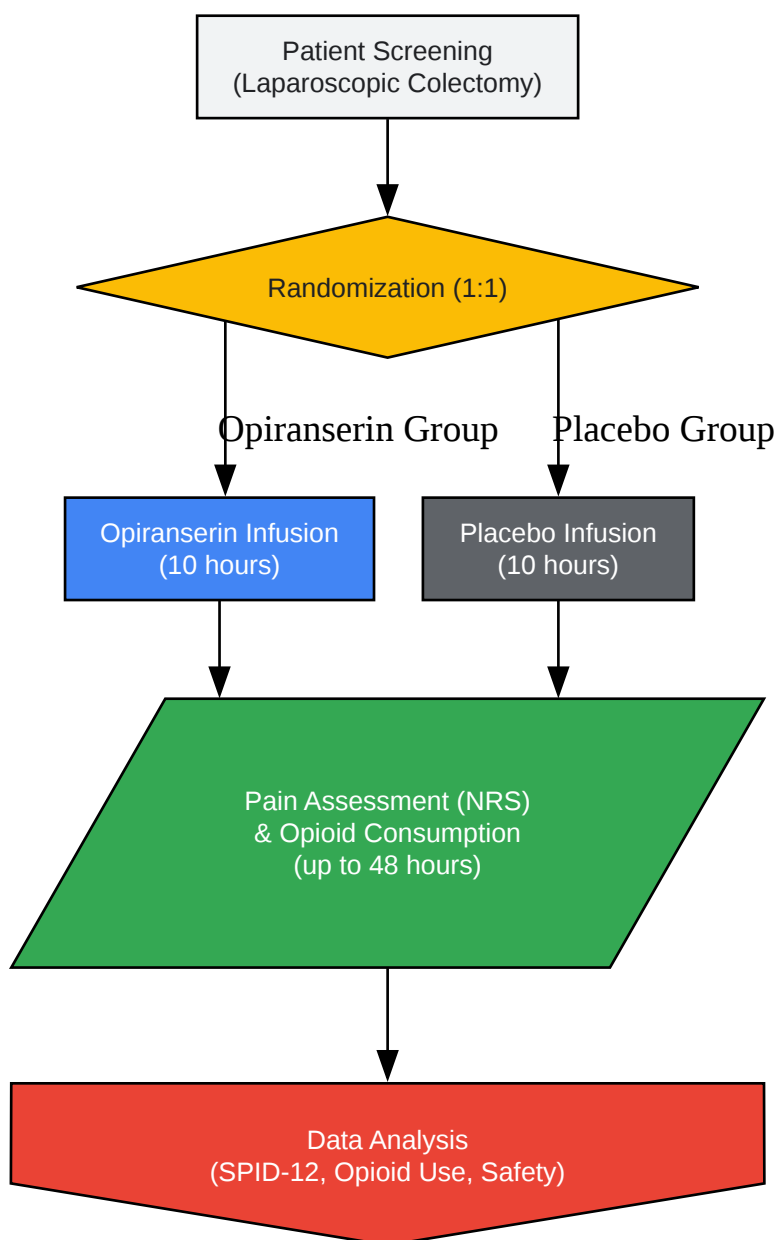 Patient Screening
(Laparoscopic Colectomy)
Randomization (1:1)
Opiranserin Group
Placebo Group
Opiranserin Infusion
(10 hours)
Placebo Infusion
(10 hours)
Pain Assessment (NRS)
& Opioid Consumption
(up to 48 hours)
Data Analysis
(SPID-12, Opioid Use, Safety)